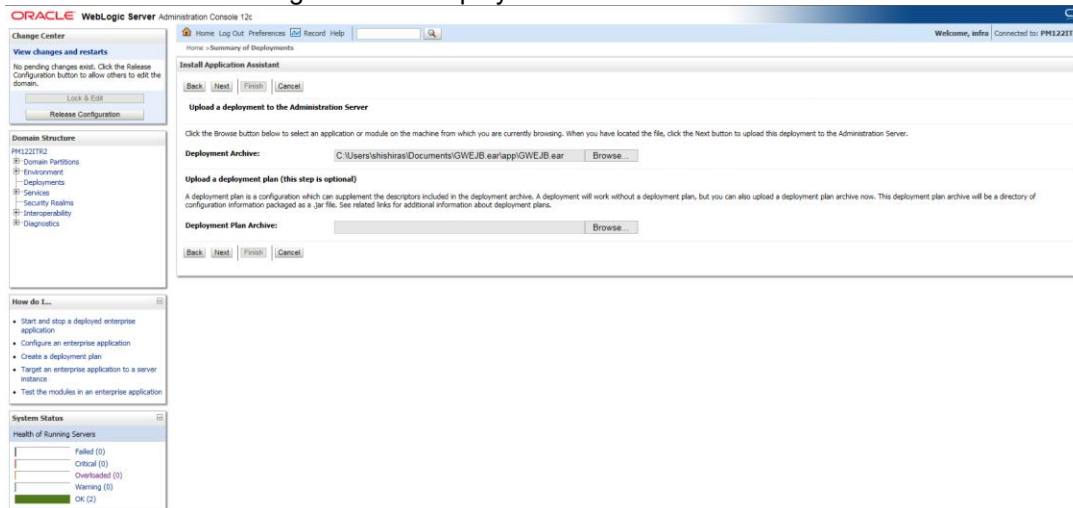 ORACLE WebLogic Server Administration Console 12c
Change Center
View changes and restarts
No pending changes exist. Click the Release
Configuration button to allow others to edit the
domain.
Lock & Edit
Release Configuration
Domain Structure
PM122ITR2
Domain Partitions
Environment
Deployments
Services
Security Realms
Interoperability
Diagnostics
How do I...
Start and stop a deployed enterprise
application
Configure an enterprise application
Create a deployment plan
Target an enterprise application to a server
instance
Test the modules in an enterprise application
System Status
Health of Running Servers
Failed (0)
Critical (0)
Overloaded (0)
Warning (0)
OK (2)
Home Log Out Preferences Record Help
Welcome, infra Connected to: PM122IT
Home >Summary of Deployments
Install Application Assistant
Back Next Finish Cancel
Upload a deployment to the Administration Server
Click the Browse button below to select an application or module on the machine from which you are currently browsing. When you have located the file, click the Next button to upload this deployment to the Administration Server.
Deployment Archive: C:\Users\shishiras\Documents\GWEJB.ear\app\GWEJB.ear Browse...
Upload a deployment plan (this step is optional)
A deployment plan is a configuration which can supplement the descriptors included in the deployment archive. A deployment will work without a deployment plan, but you can also upload a deployment plan archive now. This deployment plan archive will be a directory of
configuration information packaged as a .jar file. See related links for additional information about deployment plans.
Deployment Plan Archive: Browse...
Back Next Finish Cancel